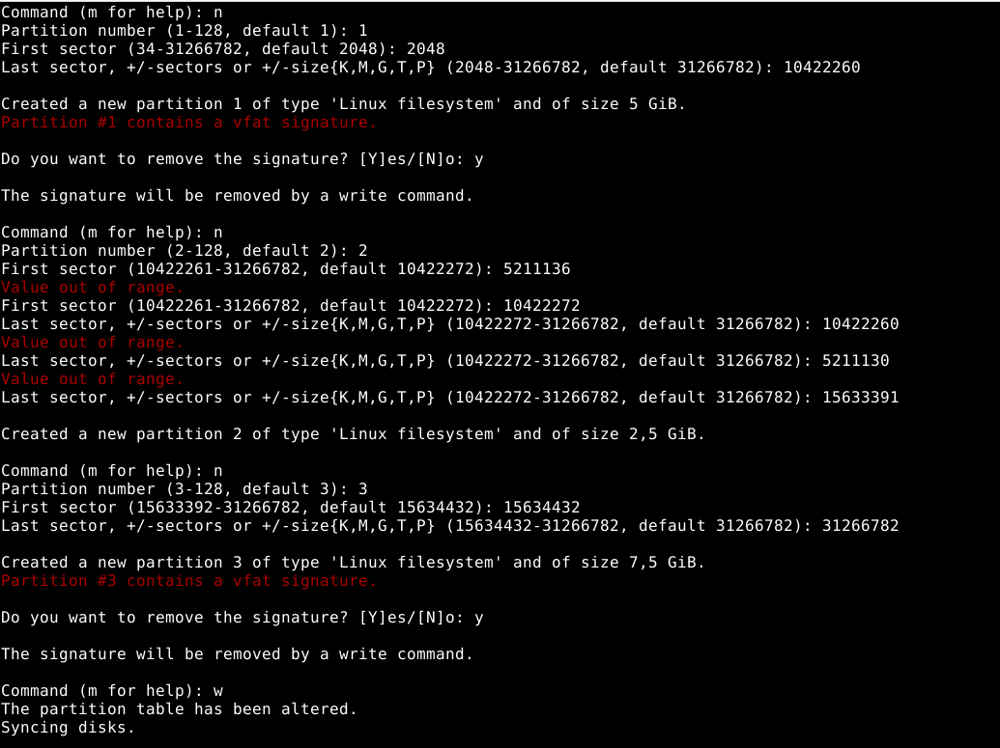 Command (m for help): n
Partition number (1-128, default 1): 1
First sector (34-31266782, default 2048): 2048
Last sector, +/-sectors or +/-size{K,M,G,T,P} (2048-31266782, default 31266782): 10422260
Created a new partition 1 of type 'Linux filesystem' and of size 5 GiB.
Partition #1 contains a vfat signature.
Do you want to remove the signature? [Y]es/[N]o: y
The signature will be removed by a write command.
Command (m for help): n
Partition number (2-128, default 2): 2
First sector (10422261-31266782, default 10422272): 5211136
Value out of range.
First sector (10422261-31266782, default 10422272): 10422272
Last sector, +/-sectors or +/-size{K,M,G,T,P} (10422272-31266782, default 31266782): 10422260
Value out of range.
Last sector, +/-sectors or +/-size{K,M,G,T,P} (10422272-31266782, default 31266782): 5211130
Value out of range.
Last sector, +/-sectors or +/-size{K,M,G,T,P} (10422272-31266782, default 31266782): 15633391
Created a new partition 2 of type 'Linux filesystem' and of size 2,5 GiB.
Command (m for help): n
Partition number (3-128, default 3): 3
First sector (15633392-31266782, default 15634432): 15634432
Last sector, +/-sectors or +/-size{K,M,G,T,P} (15634432-31266782, default 31266782): 31266782
Created a new partition 3 of type 'Linux filesystem' and of size 7,5 GiB.
Partition #3 contains a vfat signature.
Do you want to remove the signature? [Y]es/[N]o: y
The signature will be removed by a write command.
Command (m for help): w
The partition table has been altered.
Syncing disks.